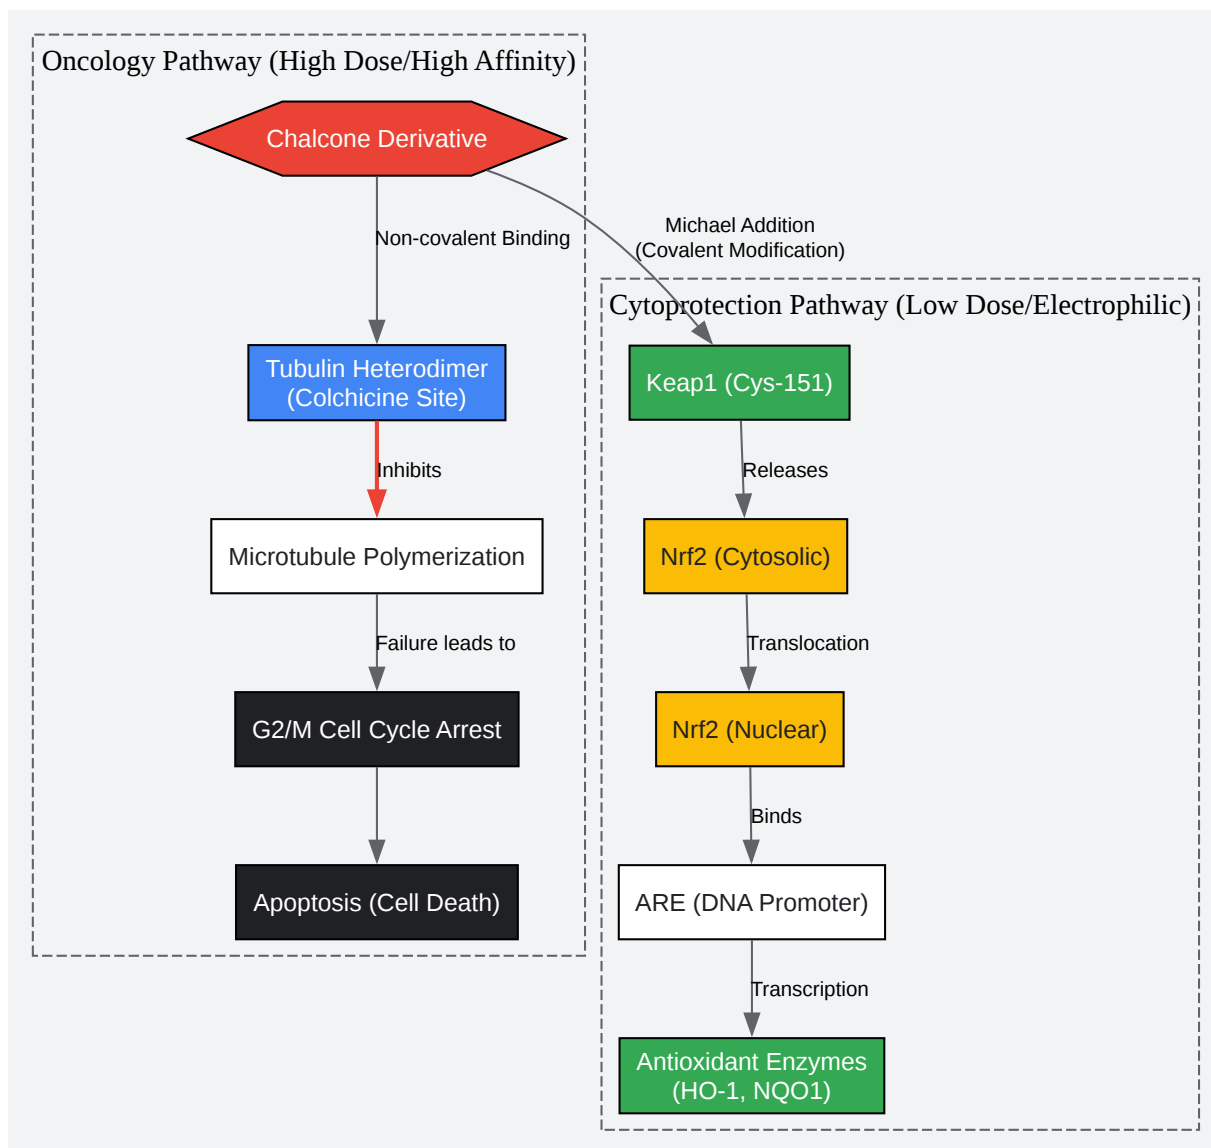 Oncology Pathway (High Dose/High Affinity)
Chalcone Derivative
Non-covalent Binding
Tubulin Heterodimer
(Colchicine Site)
Inhibits
Microtubule Polymerization
Failure leads to
G2/M Cell Cycle Arrest
Apoptosis (Cell Death)
Michael Addition
(Covalent Modification)
Cytoprotection Pathway (Low Dose/Electrophilic)
Keap1 (Cys-151)
Releases
Nrf2 (Cytosolic)
Translocation
Nrf2 (Nuclear)
Binds
ARE (DNA Promoter)
Transcription
Antioxidant Enzymes
(HO-1, NQO1)